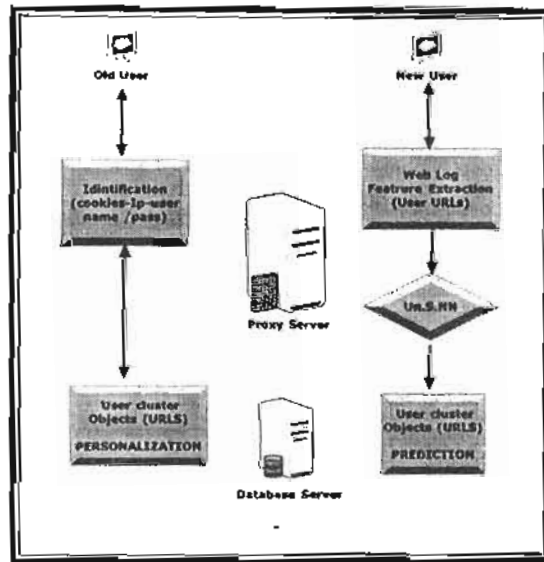 Old User
Idintification
(cookies-Ip-user
name /pass)
User cluster
Objects (URLS)
PERSONALIZATION
Proxy Server
Database Server
New User
Web Log
Featrure Extraction
(User URLs)
Un.S.NN
User cluster
Objects (URLS)
PREDICTION